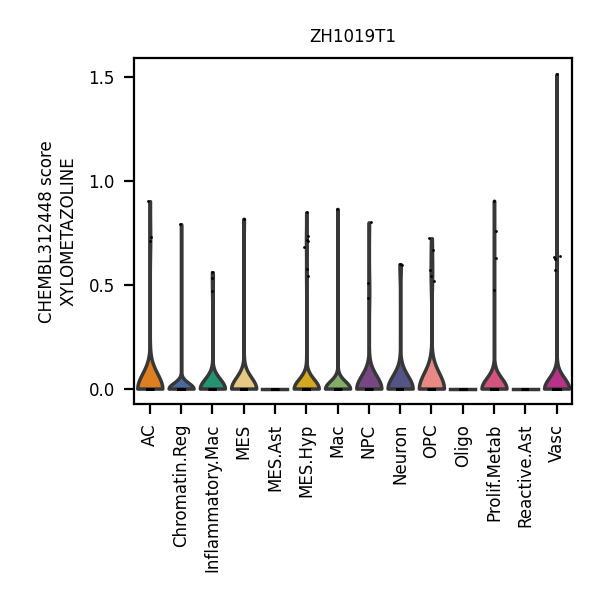 ZH1019T1
CHEMBL312448 score
XYLOMETAZOLINE
1.5
1.0
0.5
0.0
AC
Chromatin.Reg
Inflammatory.Mac
MES
MES.Ast
MES.Hyp
Mac
NPC
Neuron
OPC
Oligo
Prolif.Metab
Reactive.Ast
Vasc